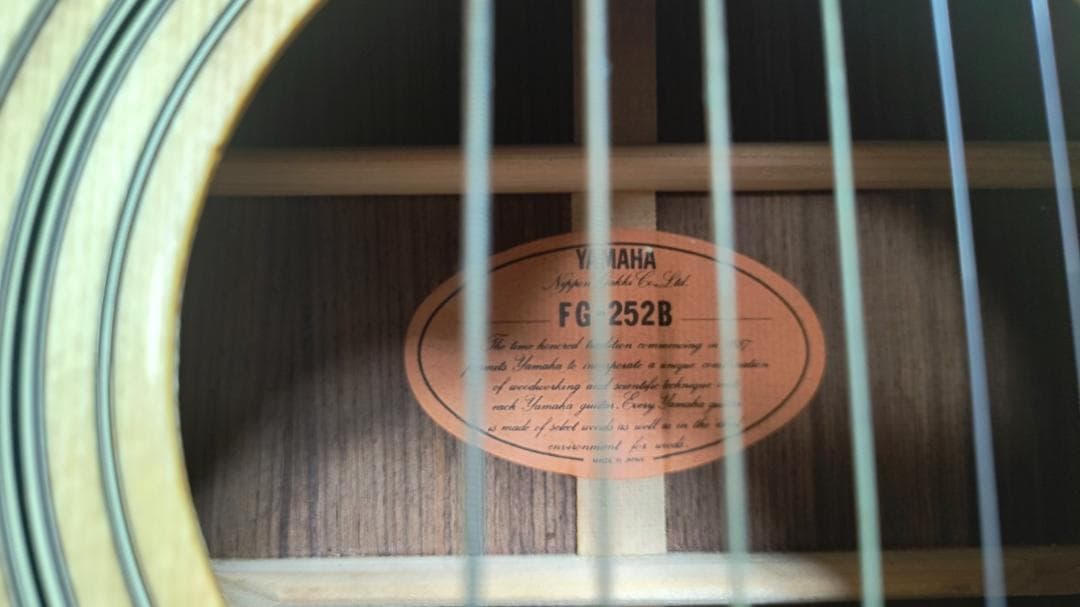 YAMAHA
Nippon Gakki Co., Ltd.
FG-252B
The time honored tradition commencing in
permits Yamaha to incorporate a unique combination
of woodworking and scientific technique
each Yamaha guitar. Every Yamaha guitar
is made of select woods as well as in the
environment for woods.
MADE IN JAPAN